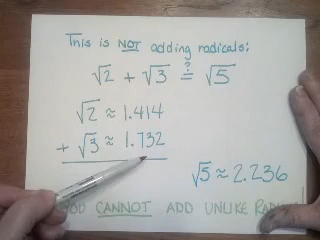 This is NOT adding radicals:
√2 + √3 ≟ √5
√2 ≈ 1.414
+ √3 ≈ 1.732
√5 ≈ 2.236
CANNOT ADD UNLIKE